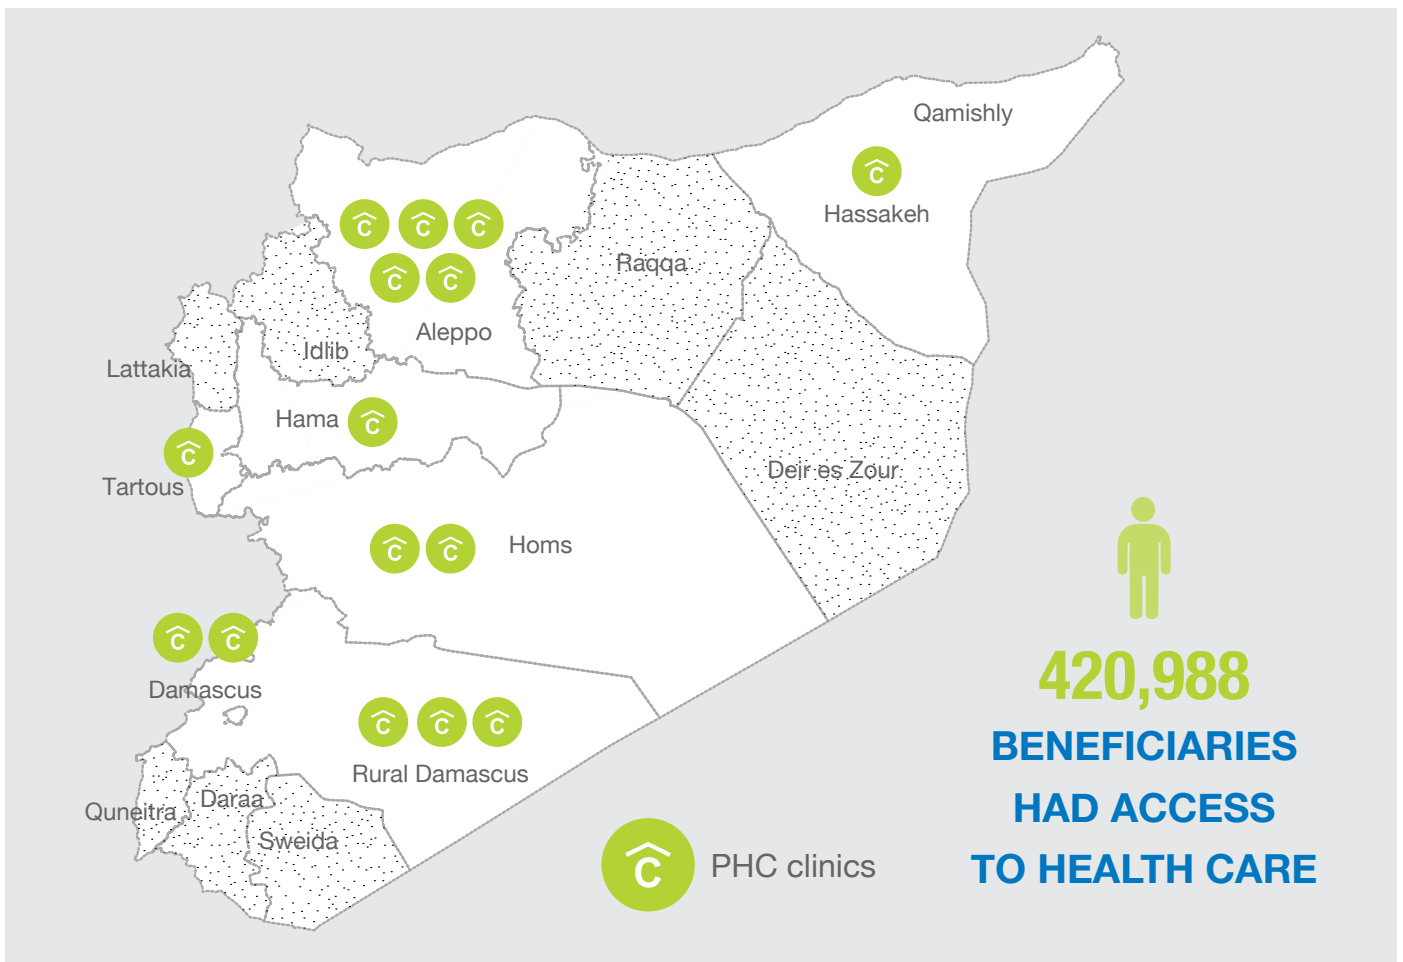 Qamishly
C
Hassakeh
C C C
Raqqa
C C
Aleppo
Idlib
Lattakia
Hama C
C
Deir es Zour
Tartous
C C Homs
C C
Damascus
420,988
C C C
BENEFICIARIES
Rural Damascus
Daraa
HAD ACCESS
Quneitra
Sweida
C PHC clinics
TO HEALTH CARE